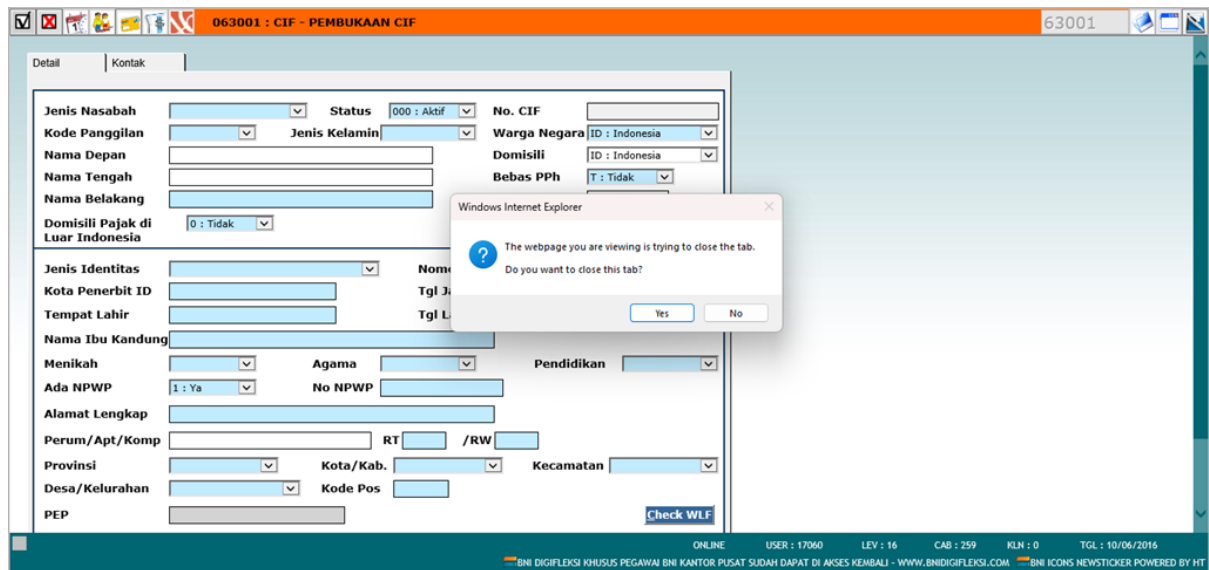 063001 : CIF - PEMBUKAAN CIF 63001
Detail Kontak
Jenis Nasabah Status 000 : Aktif No. CIF
Kode Panggilan Jenis Kelamin Warga Negara ID : Indonesia
Nama Depan Domisili ID : Indonesia
Nama Tengah Bebas PPh T : Tidak
Nama Belakang
Domisili Pajak di 0 : Tidak
Luar Indonesia
Windows Internet Explorer
The webpage you are viewing is trying to close the tab.
Do you want to close this tab?
Yes No
Jenis Identitas
Kota Penerbit ID
Tempat Lahir
Nama Ibu Kandung
Menikah Agama Pendidikan
Ada NPWP 1 : Ya No NPWP
Alamat Lengkap
Perum/Apt/Komp RT /RW
Provinsi Kota/Kab. Kecamatan
Desa/Kelurahan Kode Pos
PEP Check WLF
ONLINE USER : 17060 LEV : 16 CAB : 259 KLN : 0 TGL : 10/06/2016
BNI DIGIFLEKSI KHUSUS PEGAWAI BNI KANTOR PUSAT SUDAH DAPAT DI AKSES KEMBALI - WWW.BNIDIGIFLEKSI.COM BNI ICONS NEWSTICKER POWERED BY HT